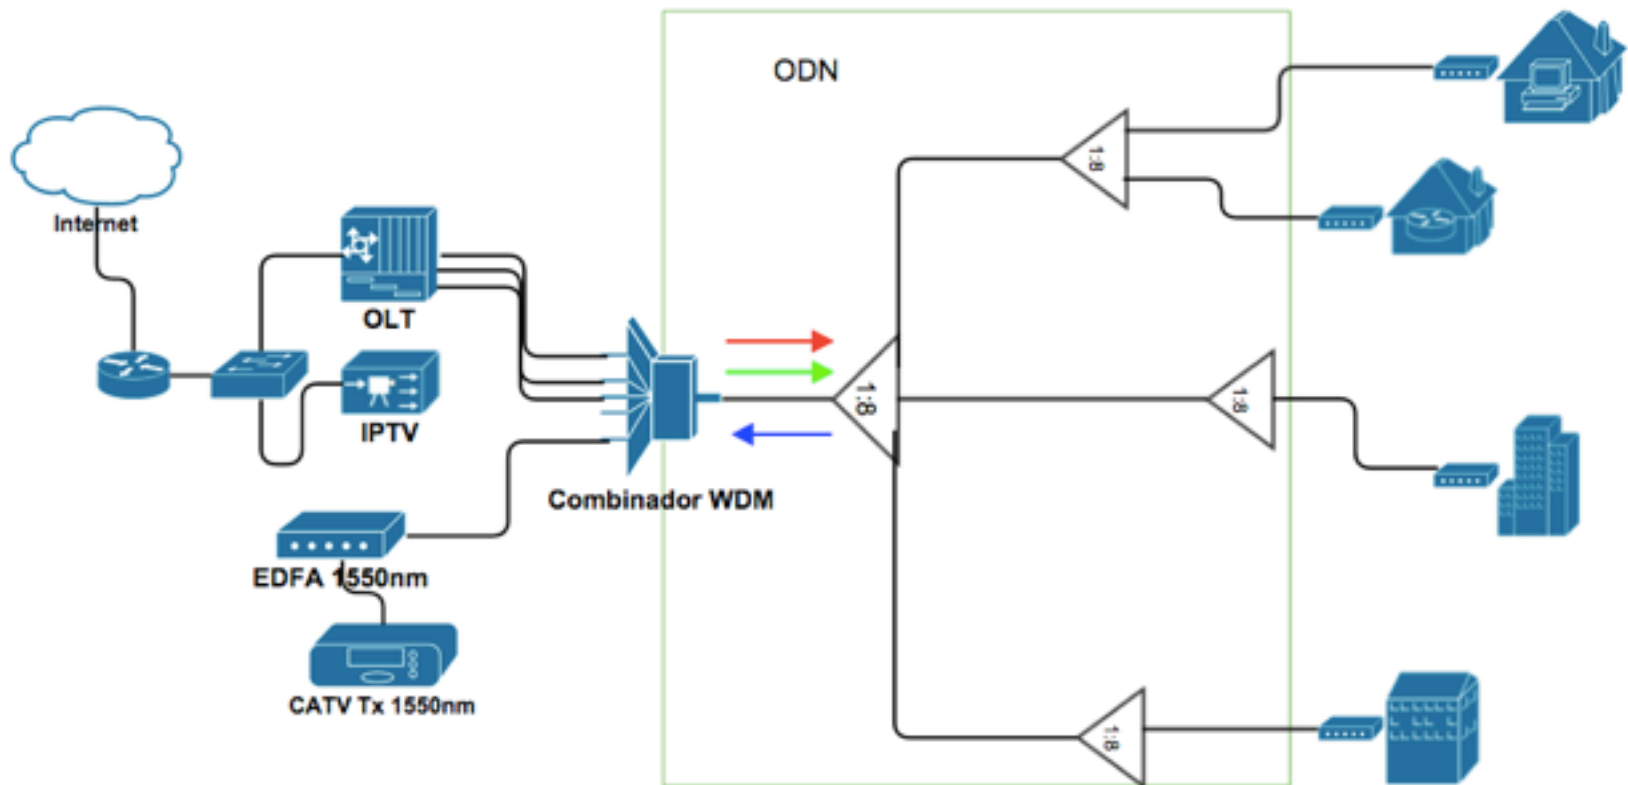 ODN
Internet
OLT
IPTV
Combinador WDM
EDFA 1550nm
CATV Tx 1550nm
1:8
1:8
1:8
1:8